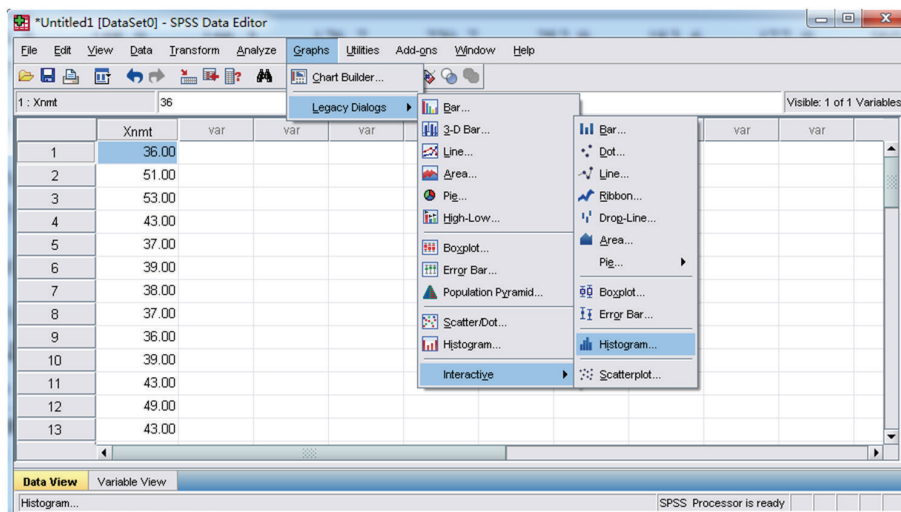 *Untitled1 [DataSet0] - SPSS Data Editor
File Edit View Data Transform Analyze Graphs Utilities Add-ons Window Help
Chart Builder...
1 : Xnmt 36 Visible: 1 of 1 Variables
Legacy Dialogs
Bar...
3-D Bar...
Line...
Area...
Pie...
High-Low...
Boxplot...
Error Bar...
Population Pyramid...
Scatter/Dot...
Histogram...
Interactive
Bar...
Dot...
Line...
Ribbon...
Drop-Line...
Area...
Pie...
Boxplot...
Error Bar...
Histogram...
Scatterplot...
Xnmt var var var var var
1 36.00
2 51.00
3 53.00
4 43.00
5 37.00
6 39.00
7 38.00
8 37.00
9 36.00
10 39.00
11 43.00
12 49.00
13 43.00
Data View Variable View
Histogram... SPSS Processor is ready